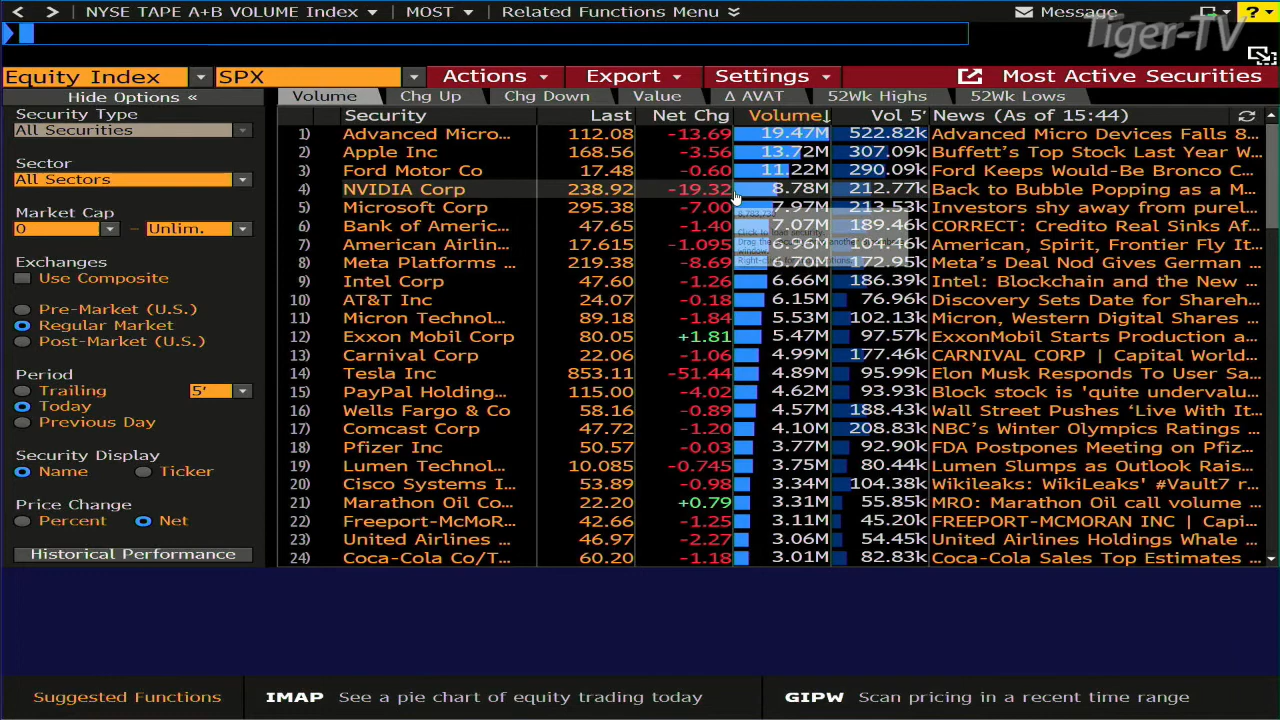 < > NYSE TAPE A+B VOLUME Index MOST Related Functions Menu Message ?
Tiger-TV
Equity Index SPX Actions Export Settings Most Active Securities
Hide Options «
Security Type
All Securities
Sector
All Sectors
Market Cap
0 – Unlim.
Exchanges
Use Composite
Pre-Market (U.S.)
Regular Market
Post-Market (U.S.)
Period
Trailing 5'
Today
Previous Day
Security Display
Name Ticker
Price Change
Percent Net
Historical Performance
Volume Chg Up Chg Down Value Δ AVAT 52Wk Highs 52Wk Lows
Security Last Net Chg Volume↓ Vol 5' News (As of 15:44)
1) Advanced Micro... 112.08 -13.69 19.47M 522.82k Advanced Micro Devices Falls 8...
2) Apple Inc 168.56 -3.56 13.72M 307.09k Buffett's Top Stock Last Year W...
3) Ford Motor Co 17.48 -0.60 11.22M 290.09k Ford Keeps Would-Be Bronco C...
4) NVIDIA Corp 238.92 -19.32 8.78M 212.77k Back to Bubble Popping as a M...
5) Microsoft Corp 295.38 -7.00 7.97M 213.53k Investors shy away from purel...
6) Bank of Americ... 47.65 -1.40 7.07M 189.46k CORRECT: Credito Real Sinks Af...
7) American Airlin... 17.615 -1.095 6.96M 104.46k American, Spirit, Frontier Fly It...
8) Meta Platforms ... 219.38 -8.69 6.70M 172.95k Meta's Deal Nod Gives German ...
9) Intel Corp 47.60 -1.26 6.66M 186.39k Intel: Blockchain and the New ...
10) AT&T Inc 24.07 -0.18 6.15M 76.96k Discovery Sets Date for Shareh...
11) Micron Technol... 89.18 -1.84 5.53M 102.13k Micron, Western Digital Shares ...
12) Exxon Mobil Corp 80.05 +1.81 5.47M 97.57k ExxonMobil Starts Production a...
13) Carnival Corp 22.06 -1.06 4.99M 177.46k CARNIVAL CORP | Capital World...
14) Tesla Inc 853.11 -51.44 4.89M 95.99k Elon Musk Responds To User Sa...
15) PayPal Holding... 115.00 -4.02 4.62M 93.93k Block stock is 'quite undervalu...
16) Wells Fargo & Co 58.16 -0.89 4.57M 188.43k Wall Street Pushes 'Live With It...
17) Comcast Corp 47.72 -1.20 4.10M 208.83k NBC's Winter Olympics Ratings ...
18) Pfizer Inc 50.57 -0.03 3.77M 92.90k FDA Postpones Meeting on Pfiz...
19) Lumen Technol... 10.085 -0.745 3.75M 80.44k Lumen Slumps as Outlook Rais...
20) Cisco Systems I... 53.89 -0.98 3.34M 104.38k Wikileaks: WikiLeaks' #Vault7 r...
21) Marathon Oil Co... 22.20 +0.79 3.31M 55.85k MRO: Marathon Oil call volume ...
22) Freeport-McMoR... 42.66 -1.25 3.11M 45.20k FREEPORT-MCMORAN INC | Capi...
23) United Airlines ... 46.97 -2.27 3.06M 54.45k United Airlines Holdings Whale ...
24) Coca-Cola Co/T... 60.20 -1.18 3.01M 82.83k Coca-Cola Sales Top Estimates ...
Click to load security.
Suggested Functions IMAP See a pie chart of equity trading today GIPW Scan pricing in a recent time range